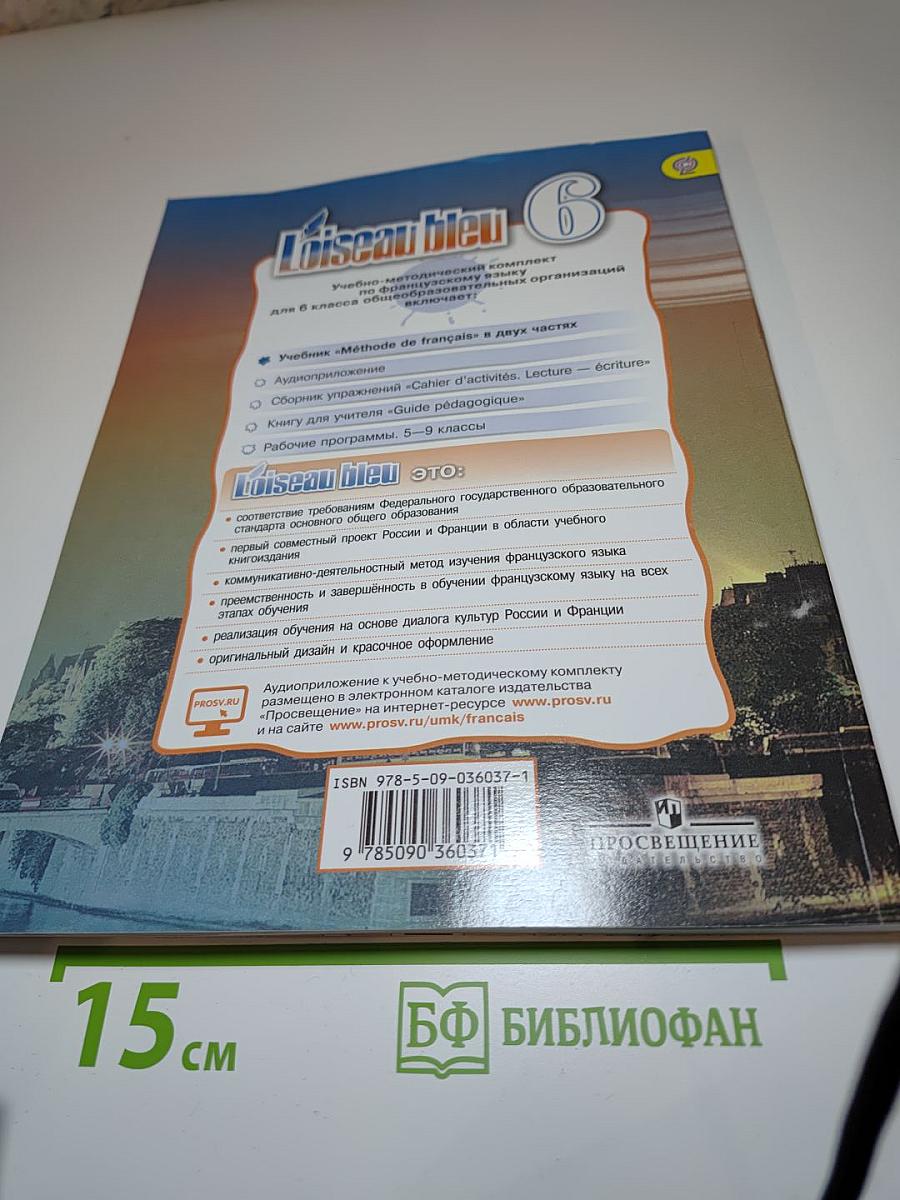 L'oiseau bleu 6
Учебно-методический комплект
по французскому языку
для 6 класса общеобразовательных организаций
включает:
Учебник «Méthode de français» в двух частях
Аудиоприложение
Сборник упражнений «Cahier d'activités. Lecture — écriture»
Книгу для учителя «Guide pédagogique»
Рабочие программы. 5—9 классы
L'oiseau bleu это:
• соответствие требованиям Федерального государственного образовательного
стандарта основного общего образования
• первый совместный проект России и Франции в области учебного
книгоиздания
• коммуникативно-деятельностный метод изучения французского языка
• преемственность и завершённость в обучении французскому языку на всех
этапах обучения
• реализация обучения на основе диалога культур России и Франции
• оригинальный дизайн и красочное оформление
PROSV.RU
Аудиоприложение к учебно-методическому комплекту
размещено в электронном каталоге издательства
«Просвещение» на интернет-ресурсе www.prosv.ru
и на сайте www.prosv.ru/umk/francais
ISBN 978-5-09-036037-1
9 785090 360371
ПРОСВЕЩЕНИЕ
ИЗДАТЕЛЬСТВО
15 см
БФ БИБЛИОФАН